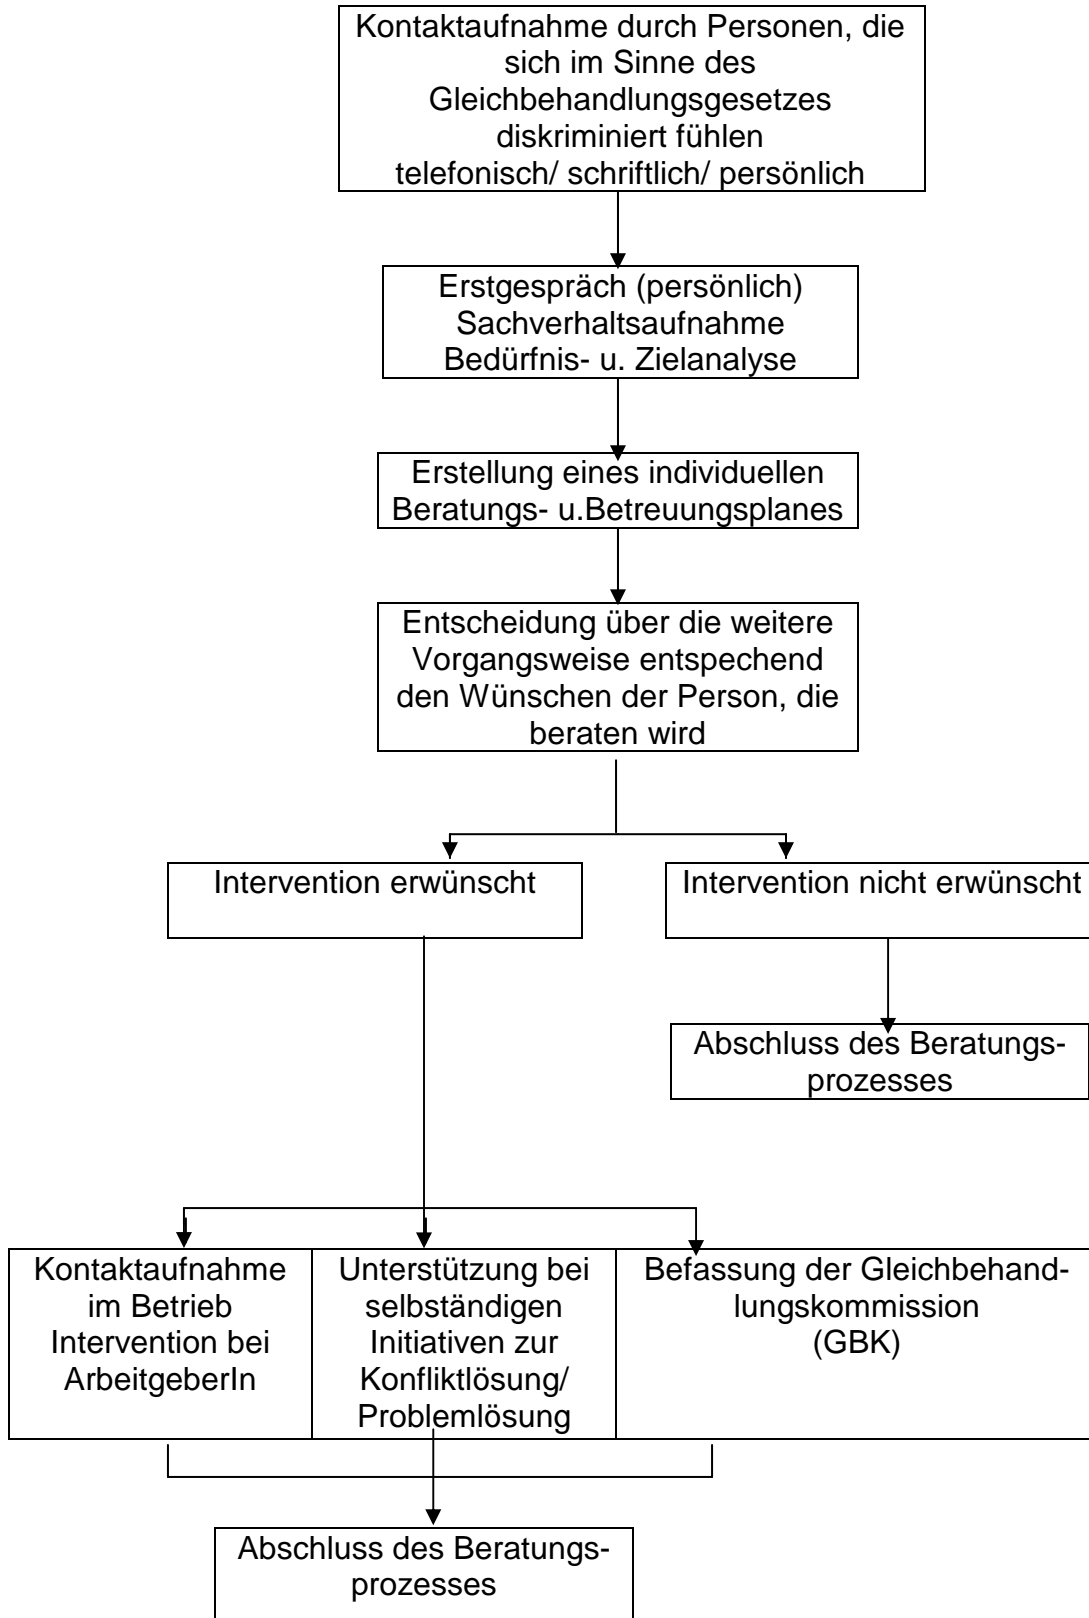 Kontaktaufnahme durch Personen, die
sich im Sinne des
Gleichbehandlungsgesetzes
diskriminiert fühlen
telefonisch/ schriftlich/ persönlich
Erstgespräch (persönlich)
Sachverhaltsaufnahme
Bedürfnis- u. Zielanalyse
Erstellung eines individuellen
Beratungs- u.Betreuungsplanes
Entscheidung über die weitere
Vorgangsweise entspechend
den Wünschen der Person, die
beraten wird
Intervention erwünscht
Intervention nicht erwünscht
Abschluss des Beratungs-
prozesses
Kontaktaufnahme
im Betrieb
Intervention bei
ArbeitgeberIn
Unterstützung bei
selbständigen
Initiativen zur
Konfliktlösung/
Problemlösung
Befassung der Gleichbehand-
lungskommission
(GBK)
Abschluss des Beratungs-
prozesses